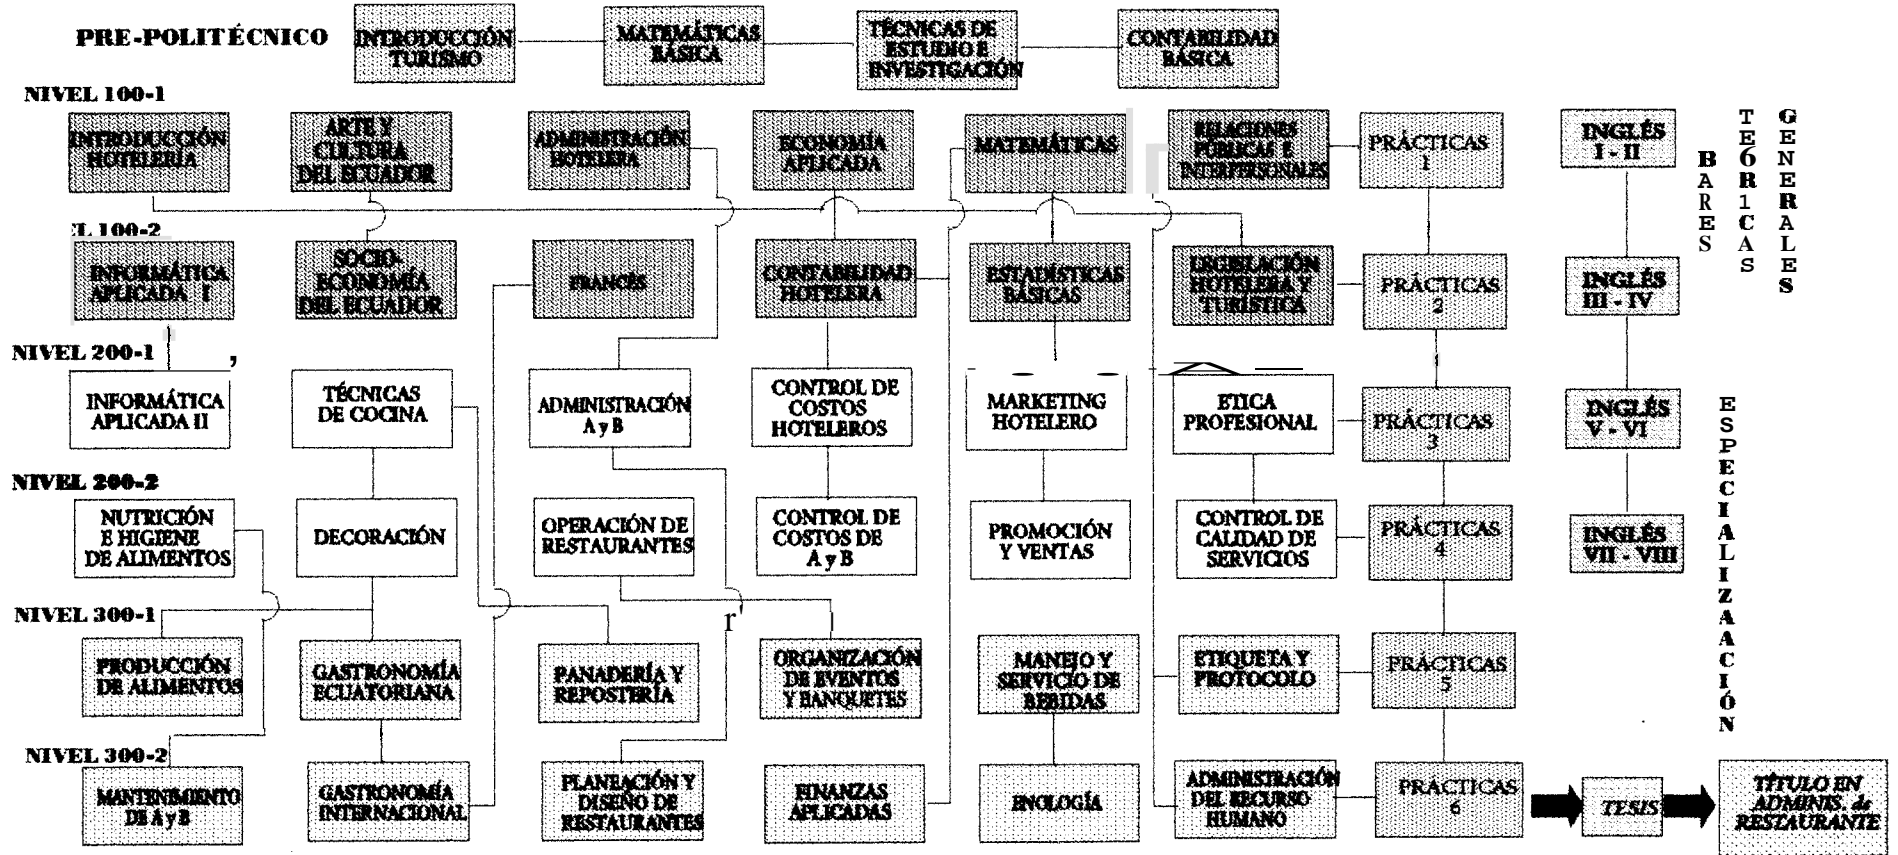 PRE-POLITÉCNICO
INTRODUCCIÓN
TURISMO
MATEMÁTICAS
BÁSICA
TÉCNICAS DE
ESTUDIO E
INVESTIGACIÓN
CONTABILIDAD
BÁSICA
NIVEL 100-1
INTRODUCCIÓN
HOTELERÍA
ARTE Y
CULTURA
DEL ECUADOR
ADMINISTRACIÓN
HOTELERA
ECONOMÍA
APLICADA
MATEMÁTICAS
RELACIONES
PÚBLICAS E
INTERPERSONALES
PRÁCTICAS
1
INGLÉS
I - II
BARES
TE6R1CAS
GENERALES
EL 100-2
INFORMÁTICA
APLICADA I
SOCIO-
ECONOMÍA
DEL ECUADOR
FRANCÉS
CONTABILIDAD
HOTELERA
ESTADÍSTICAS
BÁSICAS
LEGISLACIÓN
HOTELERA Y
TURÍSTICA
PRÁCTICAS
2
INGLÉS
III - IV
NIVEL 200-1
INFORMÁTICA
APLICADA II
TÉCNICAS
DE COCINA
ADMINISTRACIÓN
A y B
CONTROL DE
COSTOS
HOTELEROS
MARKETING
HOTELERO
ETICA
PROFESIONAL
PRÁCTICAS
3
INGLÉS
V - VI
ESPECIALIZAACIÓN
NIVEL 200-2
NUTRICIÓN
E HIGIENE
DE ALIMENTOS
DECORACIÓN
OPERACIÓN DE
RESTAURANTES
CONTROL DE
COSTOS DE
A y B
PROMOCIÓN
Y VENTAS
CONTROL DE
CALIDAD DE
SERVICIOS
PRÁCTICAS
4
INGLÉS
VII - VIII
NIVEL 300-1
PRODUCCIÓN
DE ALIMENTOS
GASTRONOMÍA
ECUATORIANA
PANADERÍA Y
REPOSTERÍA
ORGANIZACIÓN
DE EVENTOS
Y BANQUETES
MANEJO Y
SERVICIO DE
BEBIDAS
ETIQUETA Y
PROTOCOLO
PRÁCTICAS
5
NIVEL 300-2
MANTENIMIENTO
DE A y B
GASTRONOMÍA
INTERNACIONAL
PLANEACIÓN Y
DISEÑO DE
RESTAURANTES
FINANZAS
APLICADAS
ENOLOGÍA
ADMINISTRACIÓN
DEL RECURSO
HUMANO
PRACTICAS
6
TESIS
TÍTULO EN
ADMINIS. de
RESTAURANTE